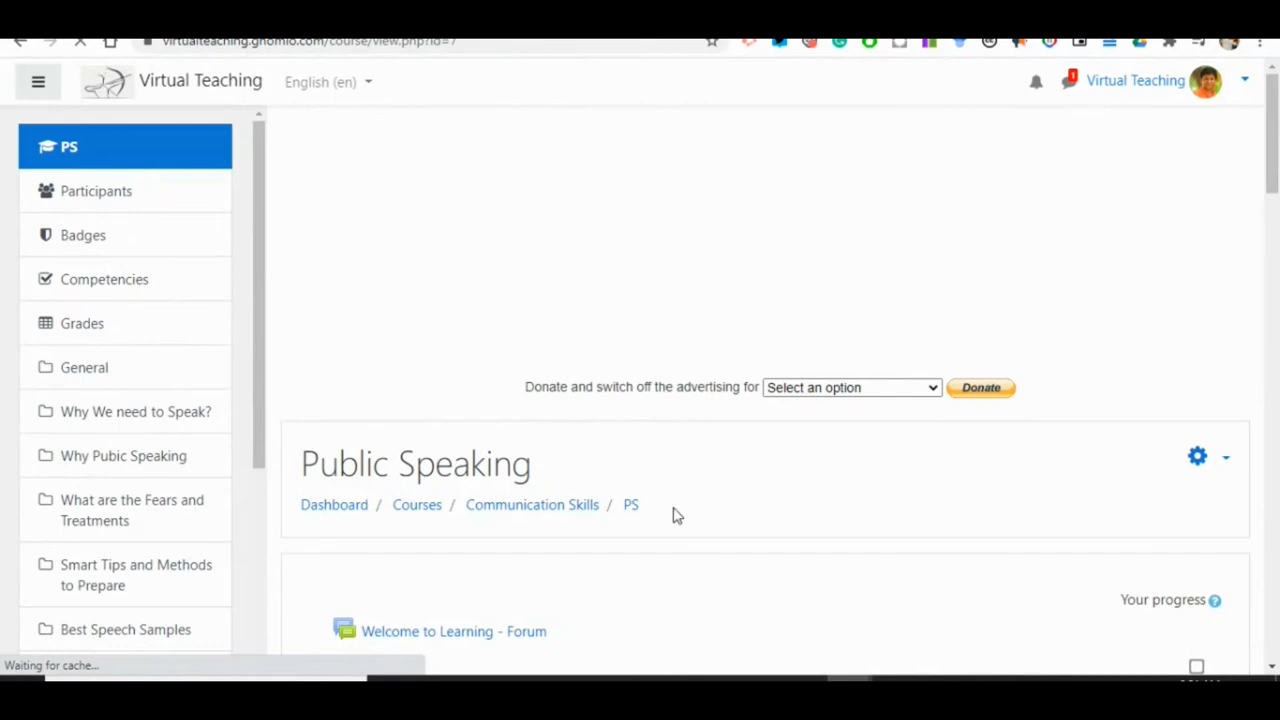 virtualteaching.gnomio.com/course/view.php?id=7
Virtual Teaching
English (en)
1
Virtual Teaching
PS
Participants
Badges
Competencies
Grades
General
Why We need to Speak?
Why Pubic Speaking
What are the Fears and
Treatments
Smart Tips and Methods
to Prepare
Best Speech Samples
Donate and switch off the advertising for
Select an option
Donate
Public Speaking
Dashboard / Courses / Communication Skills / PS
Your progress
Welcome to Learning - Forum
Waiting for cache...